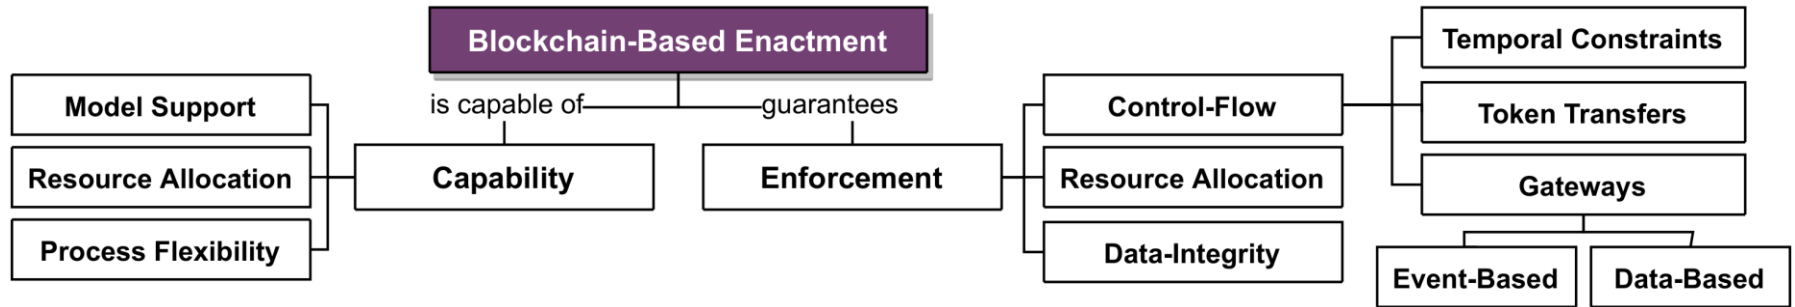 Blockchain-Based Enactment
is capable of
guarantees
Capability
Model Support
Resource Allocation
Process Flexibility
Enforcement
Control-Flow
Resource Allocation
Data-Integrity
Temporal Constraints
Token Transfers
Gateways
Event-Based
Data-Based